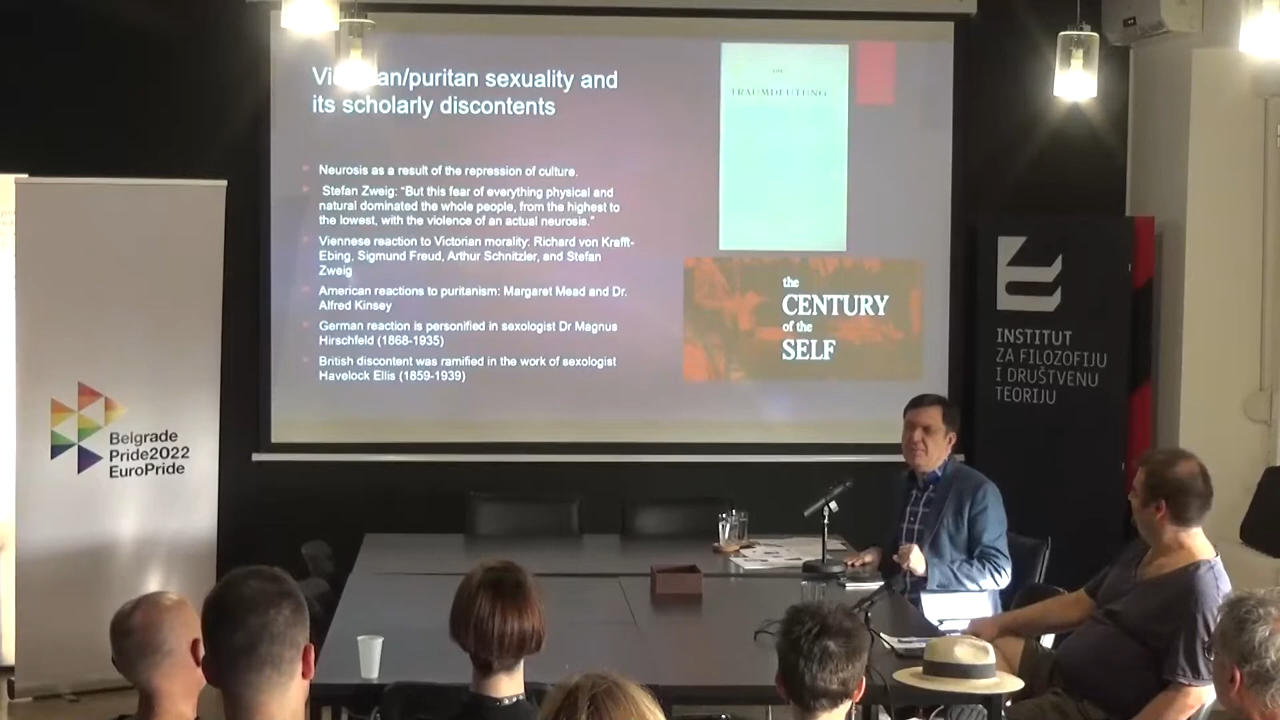 Victorian/puritan sexuality and
its scholarly discontents
Neurosis as a result of the repression of culture.
Stefan Zweig: “But this fear of everything physical and
natural dominated the whole people, from the highest to
the lowest, with the violence of an actual neurosis.”
Viennese reaction to Victorian morality: Richard von Krafft-
Ebing, Sigmund Freud, Arthur Schnitzler, and Stefan
Zweig
American reactions to puritanism: Margaret Mead and Dr.
Alfred Kinsey
German reaction is personified in sexologist Dr Magnus
Hirschfeld (1868-1935)
British discontent was ramified in the work of sexologist
Havelock Ellis (1859-1939)
TRAUMDEUTUNG
the
CENTURY
of the
SELF
Belgrade
Pride2022
EuroPride
INSTITUT
ZA FILOZOFIJU
I DRUŠTVENU
TEORIJU